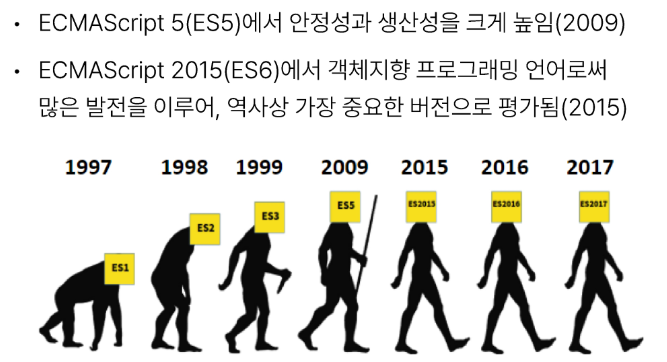 • ECMAScript 5(ES5)에서 안정성과 생산성을 크게 높임(2009)
• ECMAScript 2015(ES6)에서 객체지향 프로그래밍 언어로써
많은 발전을 이루어, 역사상 가장 중요한 버전으로 평가됨(2015)
1997 1998 1999 2009 2015 2016 2017
ES1 ES2 ES3 ES5 ES2015 ES2016 ES2017